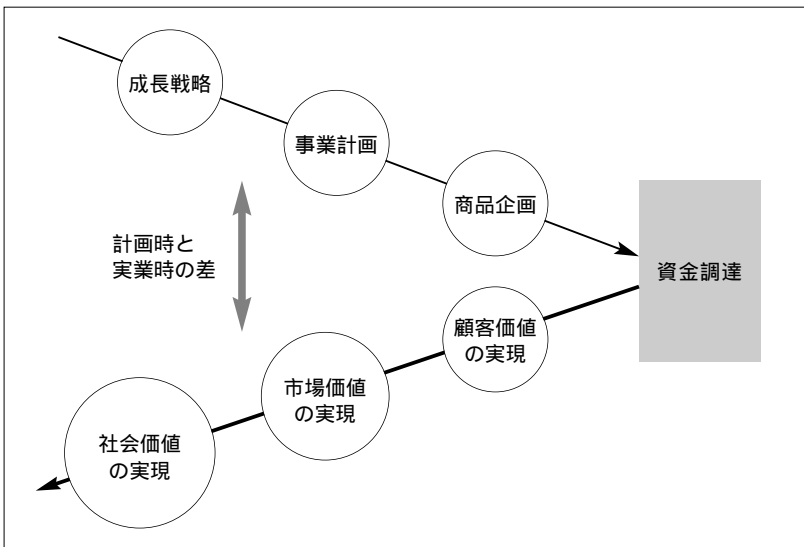 成長戦略
事業計画
商品企画
計画時と
実業時の差
資金調達
顧客価値
の実現
市場価値
の実現
社会価値
の実現